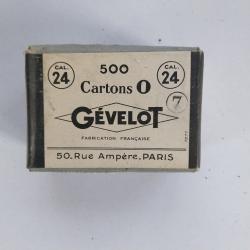 500
CAL. 24
Cartons O
CAL. 24
7
GÉVELOT
FABRICATION FRANÇAISE
50, Rue Ampère, PARIS